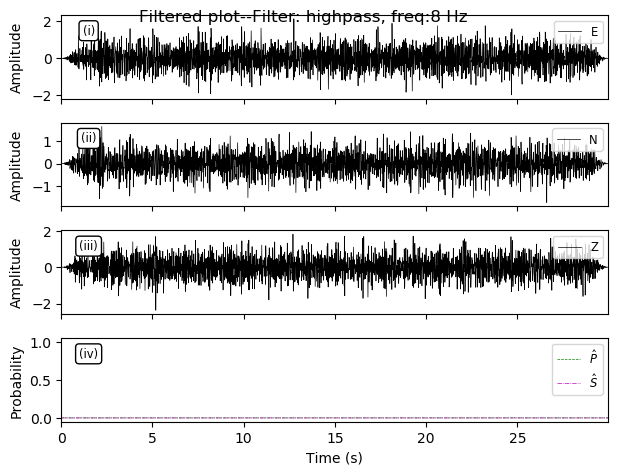 Filtered plot--Filter: highpass, freq:8 Hz
Amplitude
2
0
−2
(i)
E
Amplitude
1
0
−1
(ii)
N
Amplitude
2
0
−2
(iii)
Z
Probability
1.0
0.5
0.0
(iv)
P̂
Ŝ
0 5 10 15 20 25
Time (s)